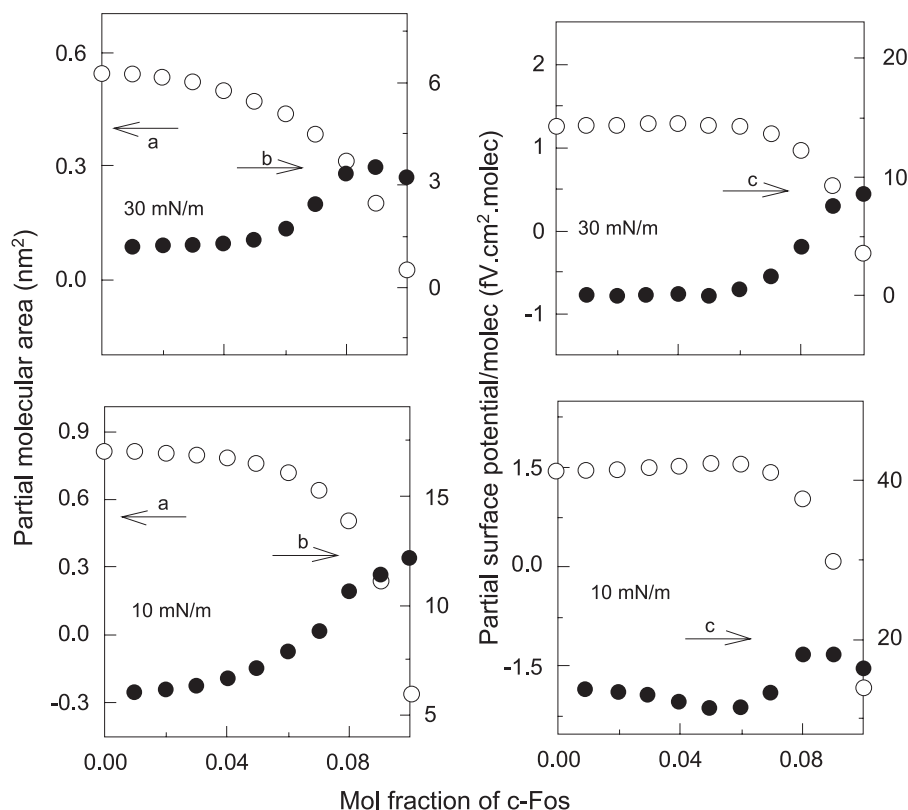 Partial molecular area (nm²)
0.6
0.3
0.0
6
3
0
a
b
30 mN/m
Partial surface potential/molec (fV.cm².molec)
2
1
0
-1
20
10
0
c
30 mN/m
0.9
0.6
0.3
0.0
-0.3
15
10
5
a
b
10 mN/m
1.5
0.0
-1.5
40
20
0
c
10 mN/m
0.00 0.04 0.08 0.00 0.04 0.08
Mol fraction of c-Fos